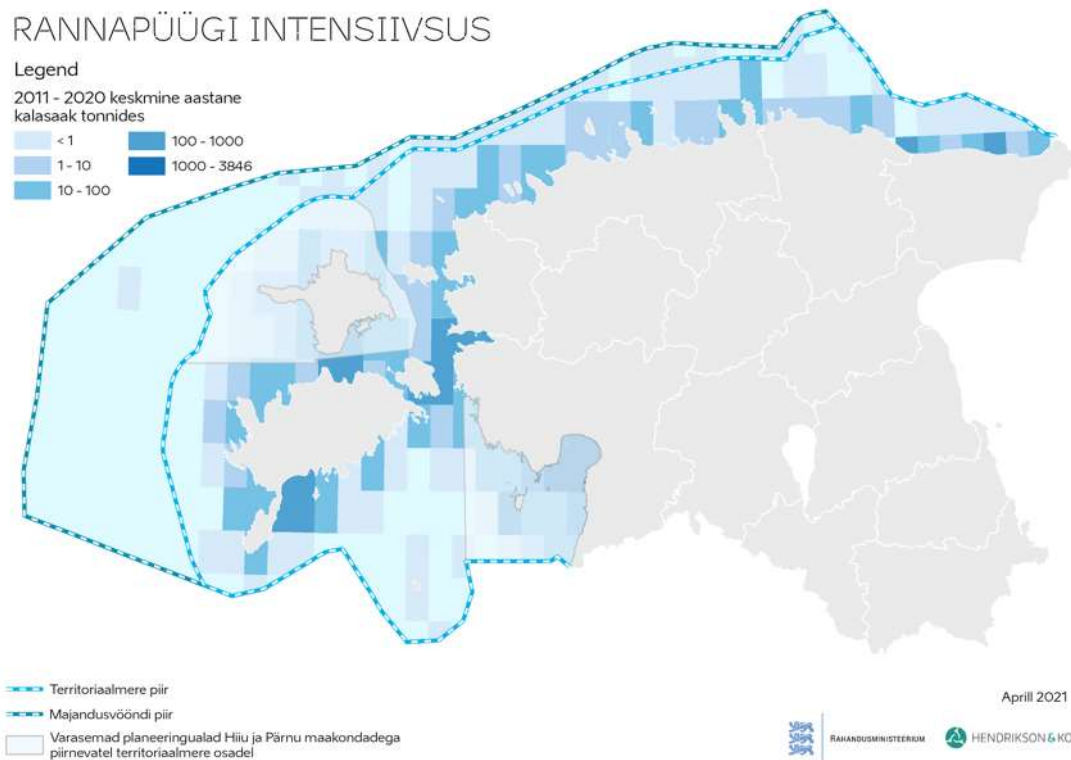 RANNAPÜÜGI INTENSIIVSUS
Legend
2011 - 2020 keskmine aastane
kalasaak tonnides
< 1
100 - 1000
1 - 10
1000 - 3846
10 - 100
Territoriaalmere piir
Majandusvööndi piir
Varasemad planeeringualad Hiiu ja Pärnu maakondadega
piirnevatel territoriaalmere osadel
Aprill 2021
RAHANDUSMINISTEERIUM
HENDRIKSON & KO